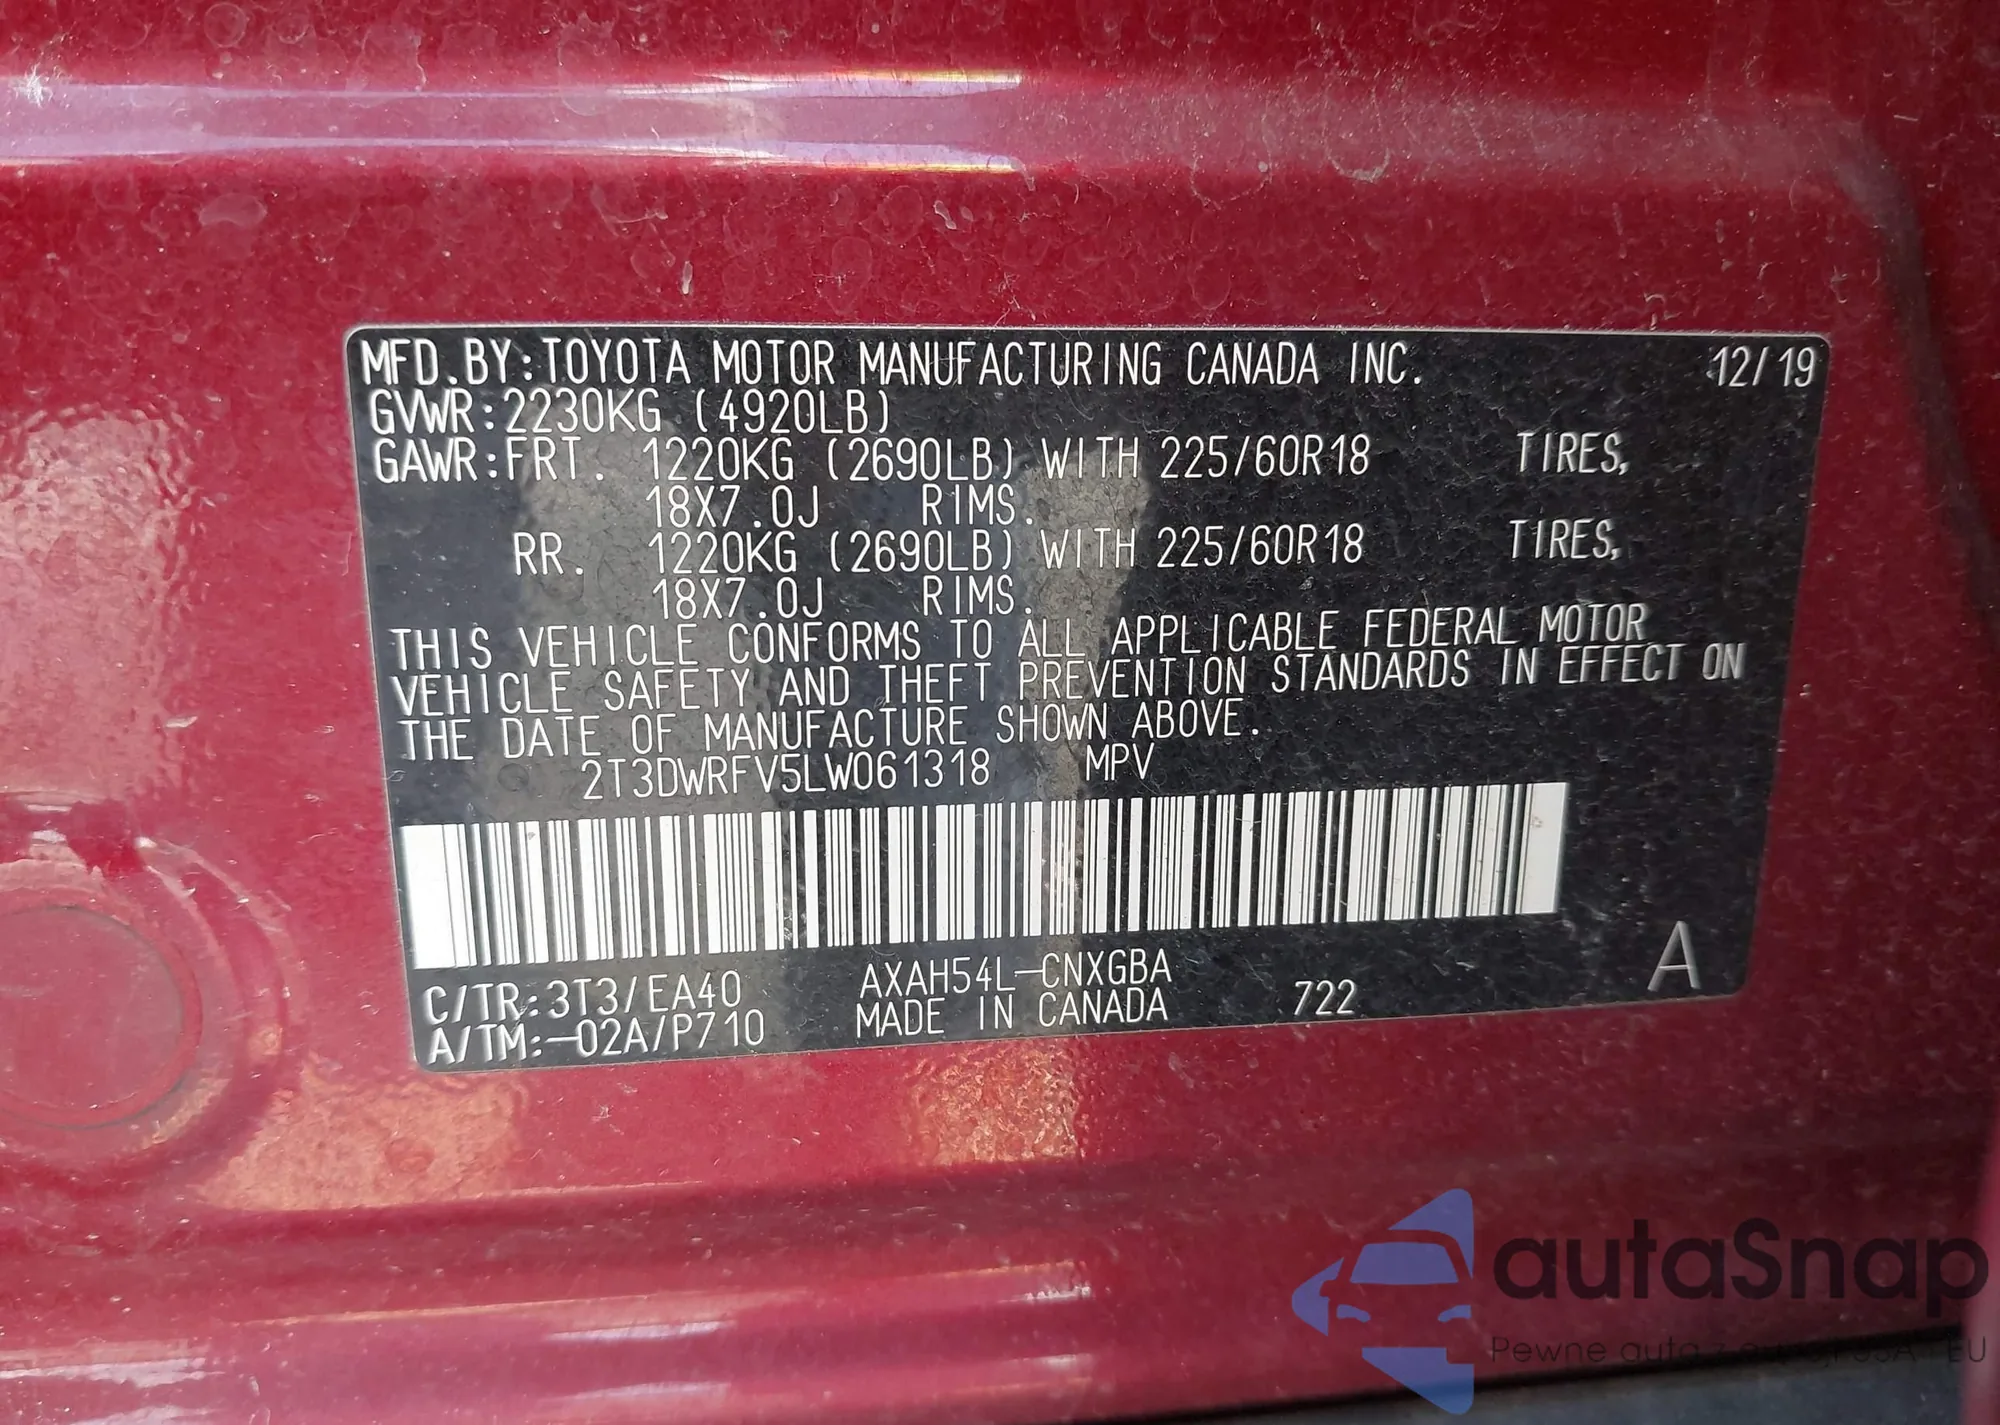 MFD.BY:TOYOTA MOTOR MANUFACTURING CANADA INC. 12/19
GVWR:2230KG (4920LB)
GAWR:FRT. 1220KG (2690LB) WITH 225/60R18 TIRES,
18X7.0J RIMS.
RR. 1220KG (2690LB) WITH 225/60R18 TIRES,
18X7.0J RIMS.
THIS VEHICLE CONFORMS TO ALL APPLICABLE FEDERAL MOTOR
VEHICLE SAFETY AND THEFT PREVENTION STANDARDS IN EFFECT ON
THE DATE OF MANUFACTURE SHOWN ABOVE.
2T3DWRFV5LW061318 MPV
C/TR:3T3/EA40 AXAH54L-CNXGBA
A/TM:-02A/P710 MADE IN CANADA 722 A
autaSnap
Pewne auta z EU